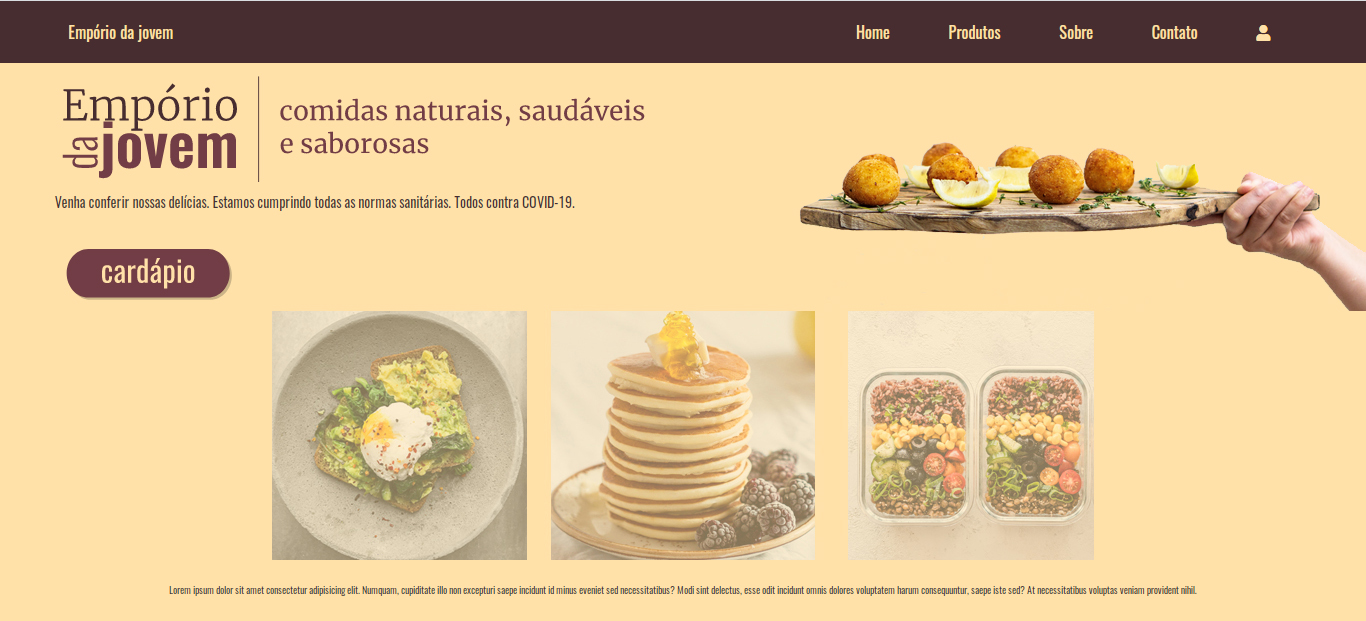 Empório da jovem Home Produtos Sobre Contato
Empório
da jovem
comidas naturais, saudáveis
e saborosas
Venha conferir nossas delícias. Estamos cumprindo todas as normas sanitárias. Todos contra COVID-19.
cardápio
Lorem ipsum dolor sit amet consectetur adipisicing elit. Numquam, cupiditate illo non excepturi saepe incidunt id minus eveniet sed necessitatibus? Modi sint delectus, esse odit incidunt omnis dolores voluptatem harum consequuntur, saepe iste sed? At necessitatibus voluptas veniam provident nihil.